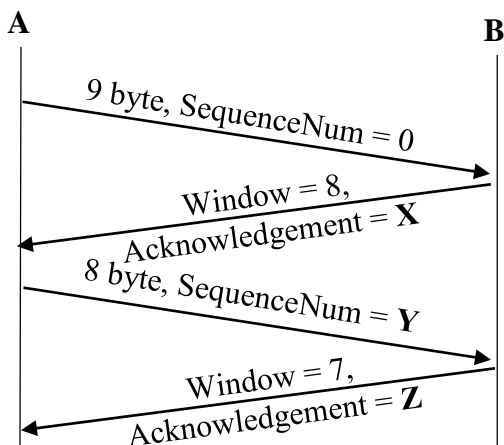 A
B
9 byte, SequenceNum = 0
Window = 8,
Acknowledgement = X
8 byte, SequenceNum = Y
Window = 7,
Acknowledgement = Z